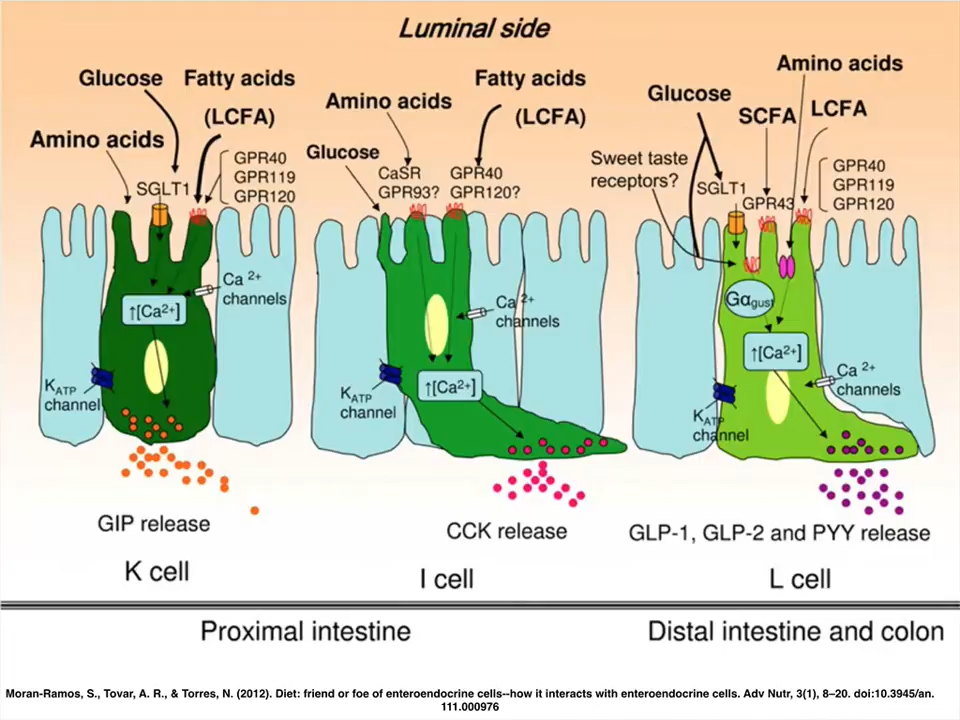 Luminal side
Glucose
Fatty acids
(LCFA)
Amino acids
GPR40
GPR119
GPR120
SGLT1
Ca 2+
channels
↑[Ca²⁺]
KATP
channel
GIP release
K cell
Fatty acids
(LCFA)
Amino acids
Glucose
CaSR
GPR93?
GPR40
GPR120?
Ca 2+
channels
KATP
channel
↑[Ca²⁺]
CCK release
I cell
Amino acids
Glucose
SCFA
LCFA
Sweet taste
receptors?
GPR40
GPR119
GPR120
SGLT1
GPR43
Gαgust
↑[Ca²⁺]
Ca 2+
channels
KATP
channel
GLP-1, GLP-2 and PYY release
L cell
Proximal intestine
Distal intestine and colon
Moran-Ramos, S., Tovar, A. R., & Torres, N. (2012). Diet: friend or foe of enteroendocrine cells--how it interacts with enteroendocrine cells. Adv Nutr, 3(1), 8–20. doi:10.3945/an.
111.000976